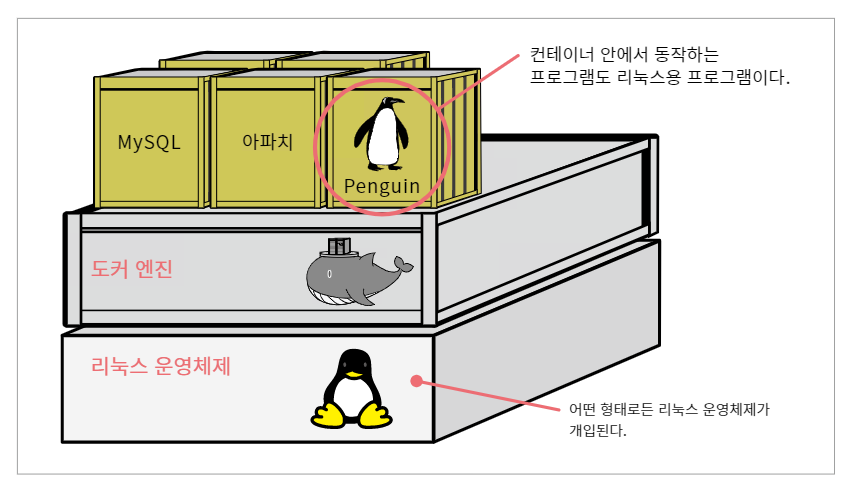 컨테이너 안에서 동작하는
프로그램도 리눅스용 프로그램이다.
MySQL
아파치
Penguin
도커 엔진
리눅스 운영체제
어떤 형태로든 리눅스 운영체제가
개입된다.